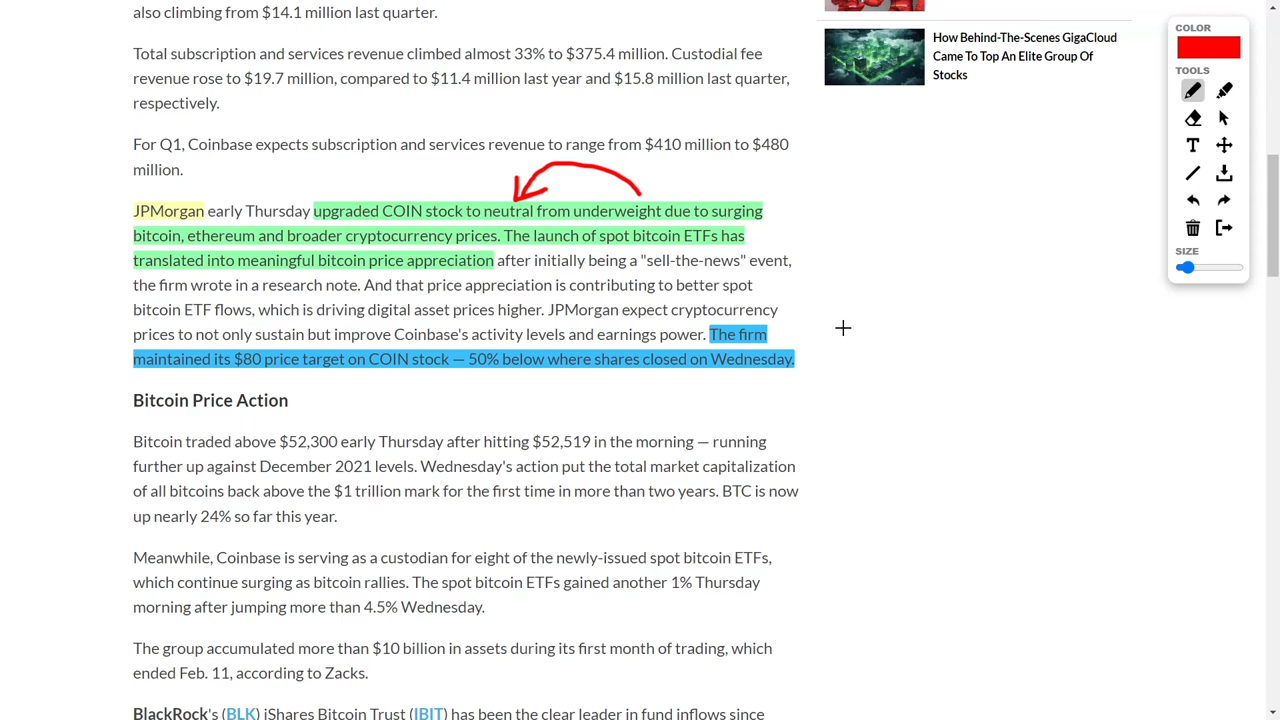 also climbing from $14.1 million last quarter.
Total subscription and services revenue climbed almost 33% to $375.4 million. Custodial fee
revenue rose to $19.7 million, compared to $11.4 million last year and $15.8 million last quarter,
respectively.
For Q1, Coinbase expects subscription and services revenue to range from $410 million to $480
million.
JPMorgan early Thursday upgraded COIN stock to neutral from underweight due to surging
bitcoin, ethereum and broader cryptocurrency prices. The launch of spot bitcoin ETFs has
translated into meaningful bitcoin price appreciation after initially being a "sell-the-news" event,
the firm wrote in a research note. And that price appreciation is contributing to better spot
bitcoin ETF flows, which is driving digital asset prices higher. JPMorgan expect cryptocurrency
prices to not only sustain but improve Coinbase's activity levels and earnings power. The firm
maintained its $80 price target on COIN stock — 50% below where shares closed on Wednesday.
Bitcoin Price Action
Bitcoin traded above $52,300 early Thursday after hitting $52,519 in the morning — running
further up against December 2021 levels. Wednesday's action put the total market capitalization
of all bitcoins back above the $1 trillion mark for the first time in more than two years. BTC is now
up nearly 24% so far this year.
Meanwhile, Coinbase is serving as a custodian for eight of the newly-issued spot bitcoin ETFs,
which continue surging as bitcoin rallies. The spot bitcoin ETFs gained another 1% Thursday
morning after jumping more than 4.5% Wednesday.
The group accumulated more than $10 billion in assets during its first month of trading, which
ended Feb. 11, according to Zacks.
BlackRock's (BLK) iShares Bitcoin Trust (IBIT) has been the clear leader in fund inflows since
How Behind-The-Scenes GigaCloud
Came To Top An Elite Group Of
Stocks
COLOR
TOOLS
T
SIZE